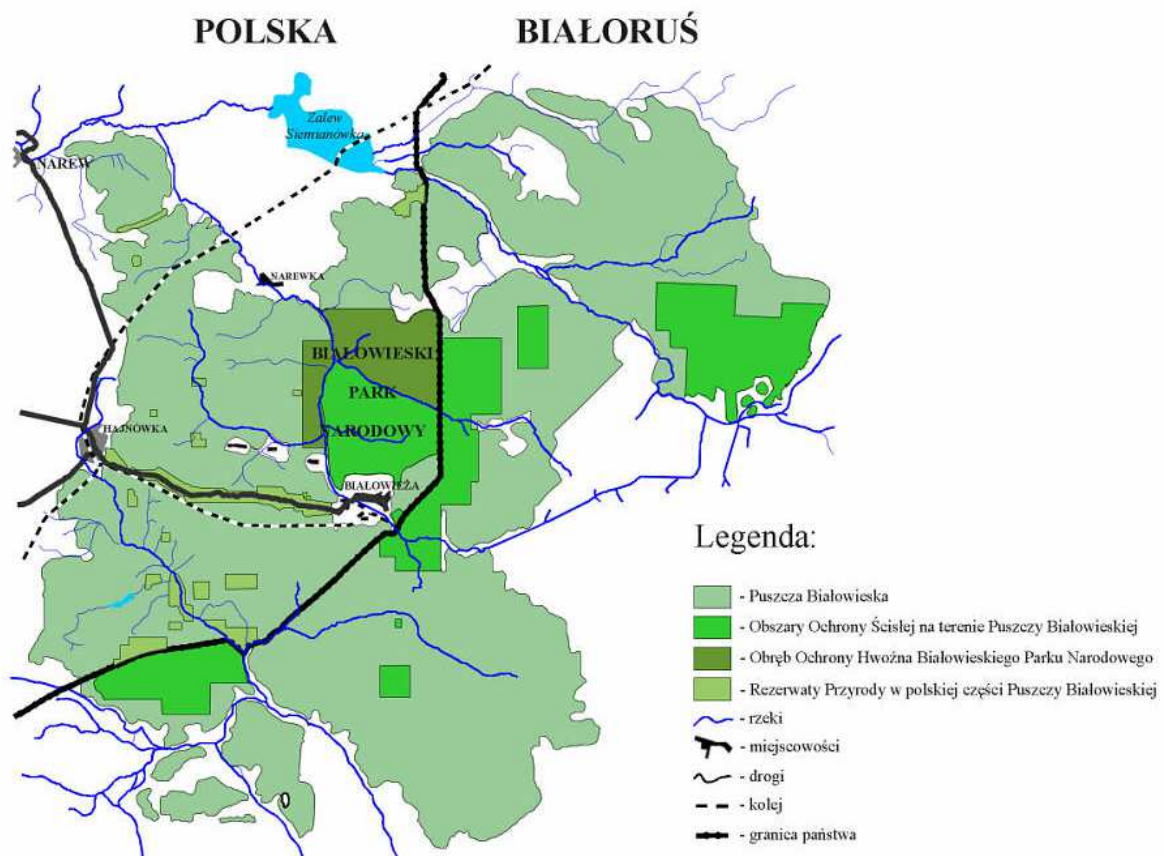 POLSKA BIAŁORUŚ
Zalew
Siemianówka
NAREW
NAREWKA
BIAŁOWIESKI
PARK
NARODOWY
HAJNÓWKA
BIAŁOWIEŻA
Legenda:
- Puszcza Białowieska
- Obszary Ochrony Ścisłej na terenie Puszczy Białowieskiej
- Obręb Ochrony Hwoźna Białowieskiego Parku Narodowego
- Rezerwaty Przyrody w polskiej części Puszczy Białowieskiej
- rzeki
- miejscowości
- drogi
- kolej
- granica państwa